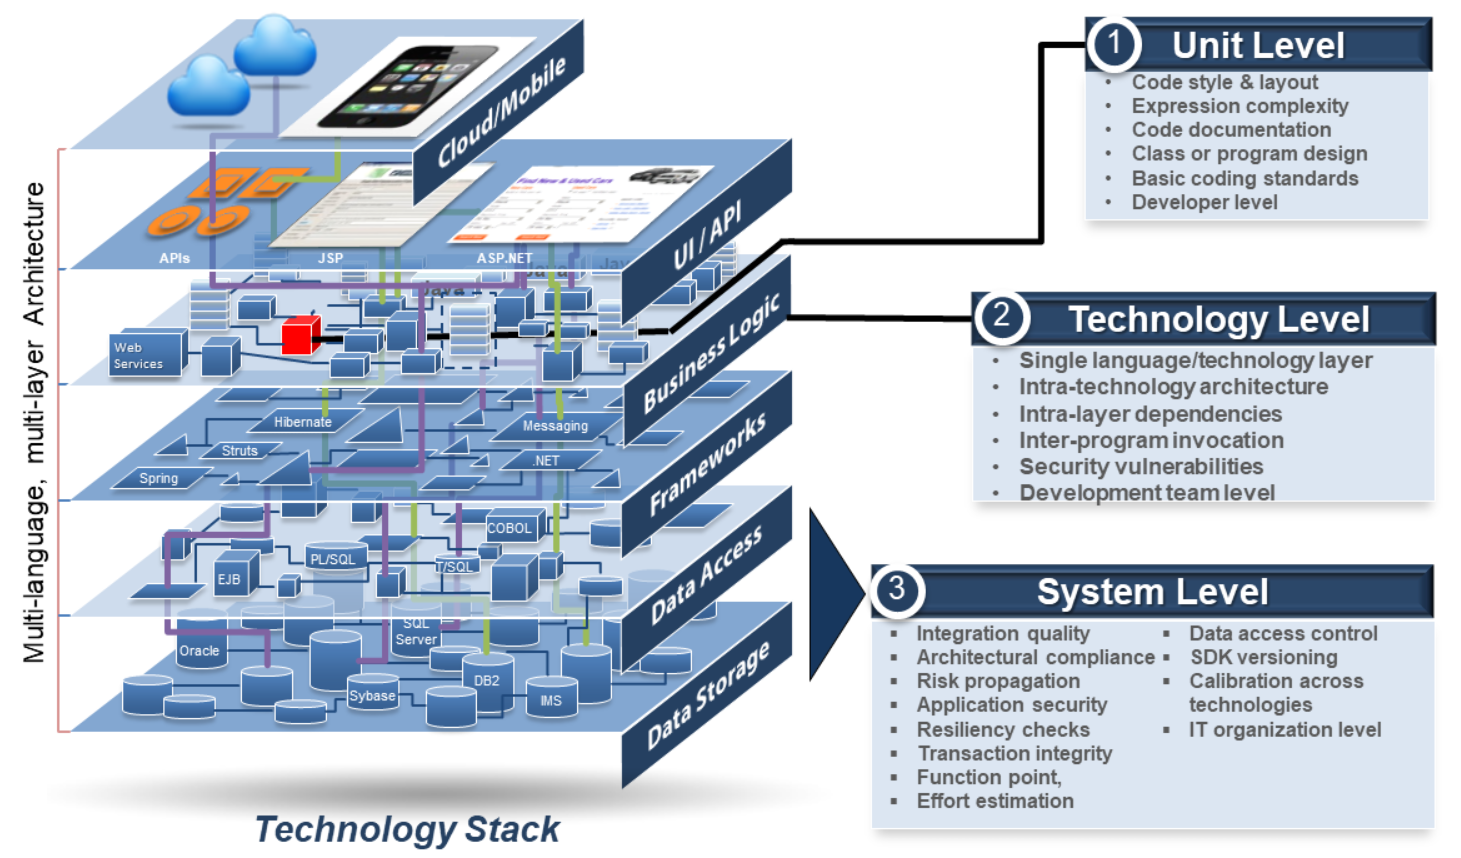 Multi-language, multi-layer Architecture
Cloud/Mobile
UI / API
APIs
JSP
ASP.NET
Find New & Used Cars
Java
Java
Business Logic
Web
Services
Frameworks
Hibernate
Messaging
Struts
.NET
Spring
Data Access
COBOL
PL/SQL
T/SQL
EJB
Data Storage
SQL
Server
Oracle
DB2
Sybase
IMS
Technology Stack
1
Unit Level
• Code style & layout
• Expression complexity
• Code documentation
• Class or program design
• Basic coding standards
• Developer level
2
Technology Level
• Single language/technology layer
• Intra-technology architecture
• Intra-layer dependencies
• Inter-program invocation
• Security vulnerabilities
• Development team level
3
System Level
▪ Integration quality
▪ Architectural compliance
▪ Risk propagation
▪ Application security
▪ Resiliency checks
▪ Transaction integrity
▪ Function point,
▪ Effort estimation
▪ Data access control
▪ SDK versioning
▪ Calibration across
technologies
▪ IT organization level